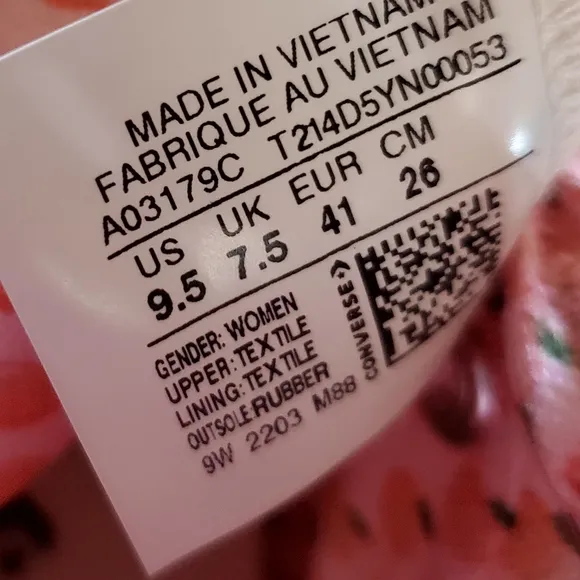 MADE IN VIETNAM
FABRIQUE AU VIETNAM
A03179C T214D5YN00053
US UK EUR CM
9.5 7.5 41 26
GENDER: WOMEN
UPPER: TEXTILE
LINING: TEXTILE
OUTSOLE:RUBBER
9W 2203 M88
CONVERSE>>